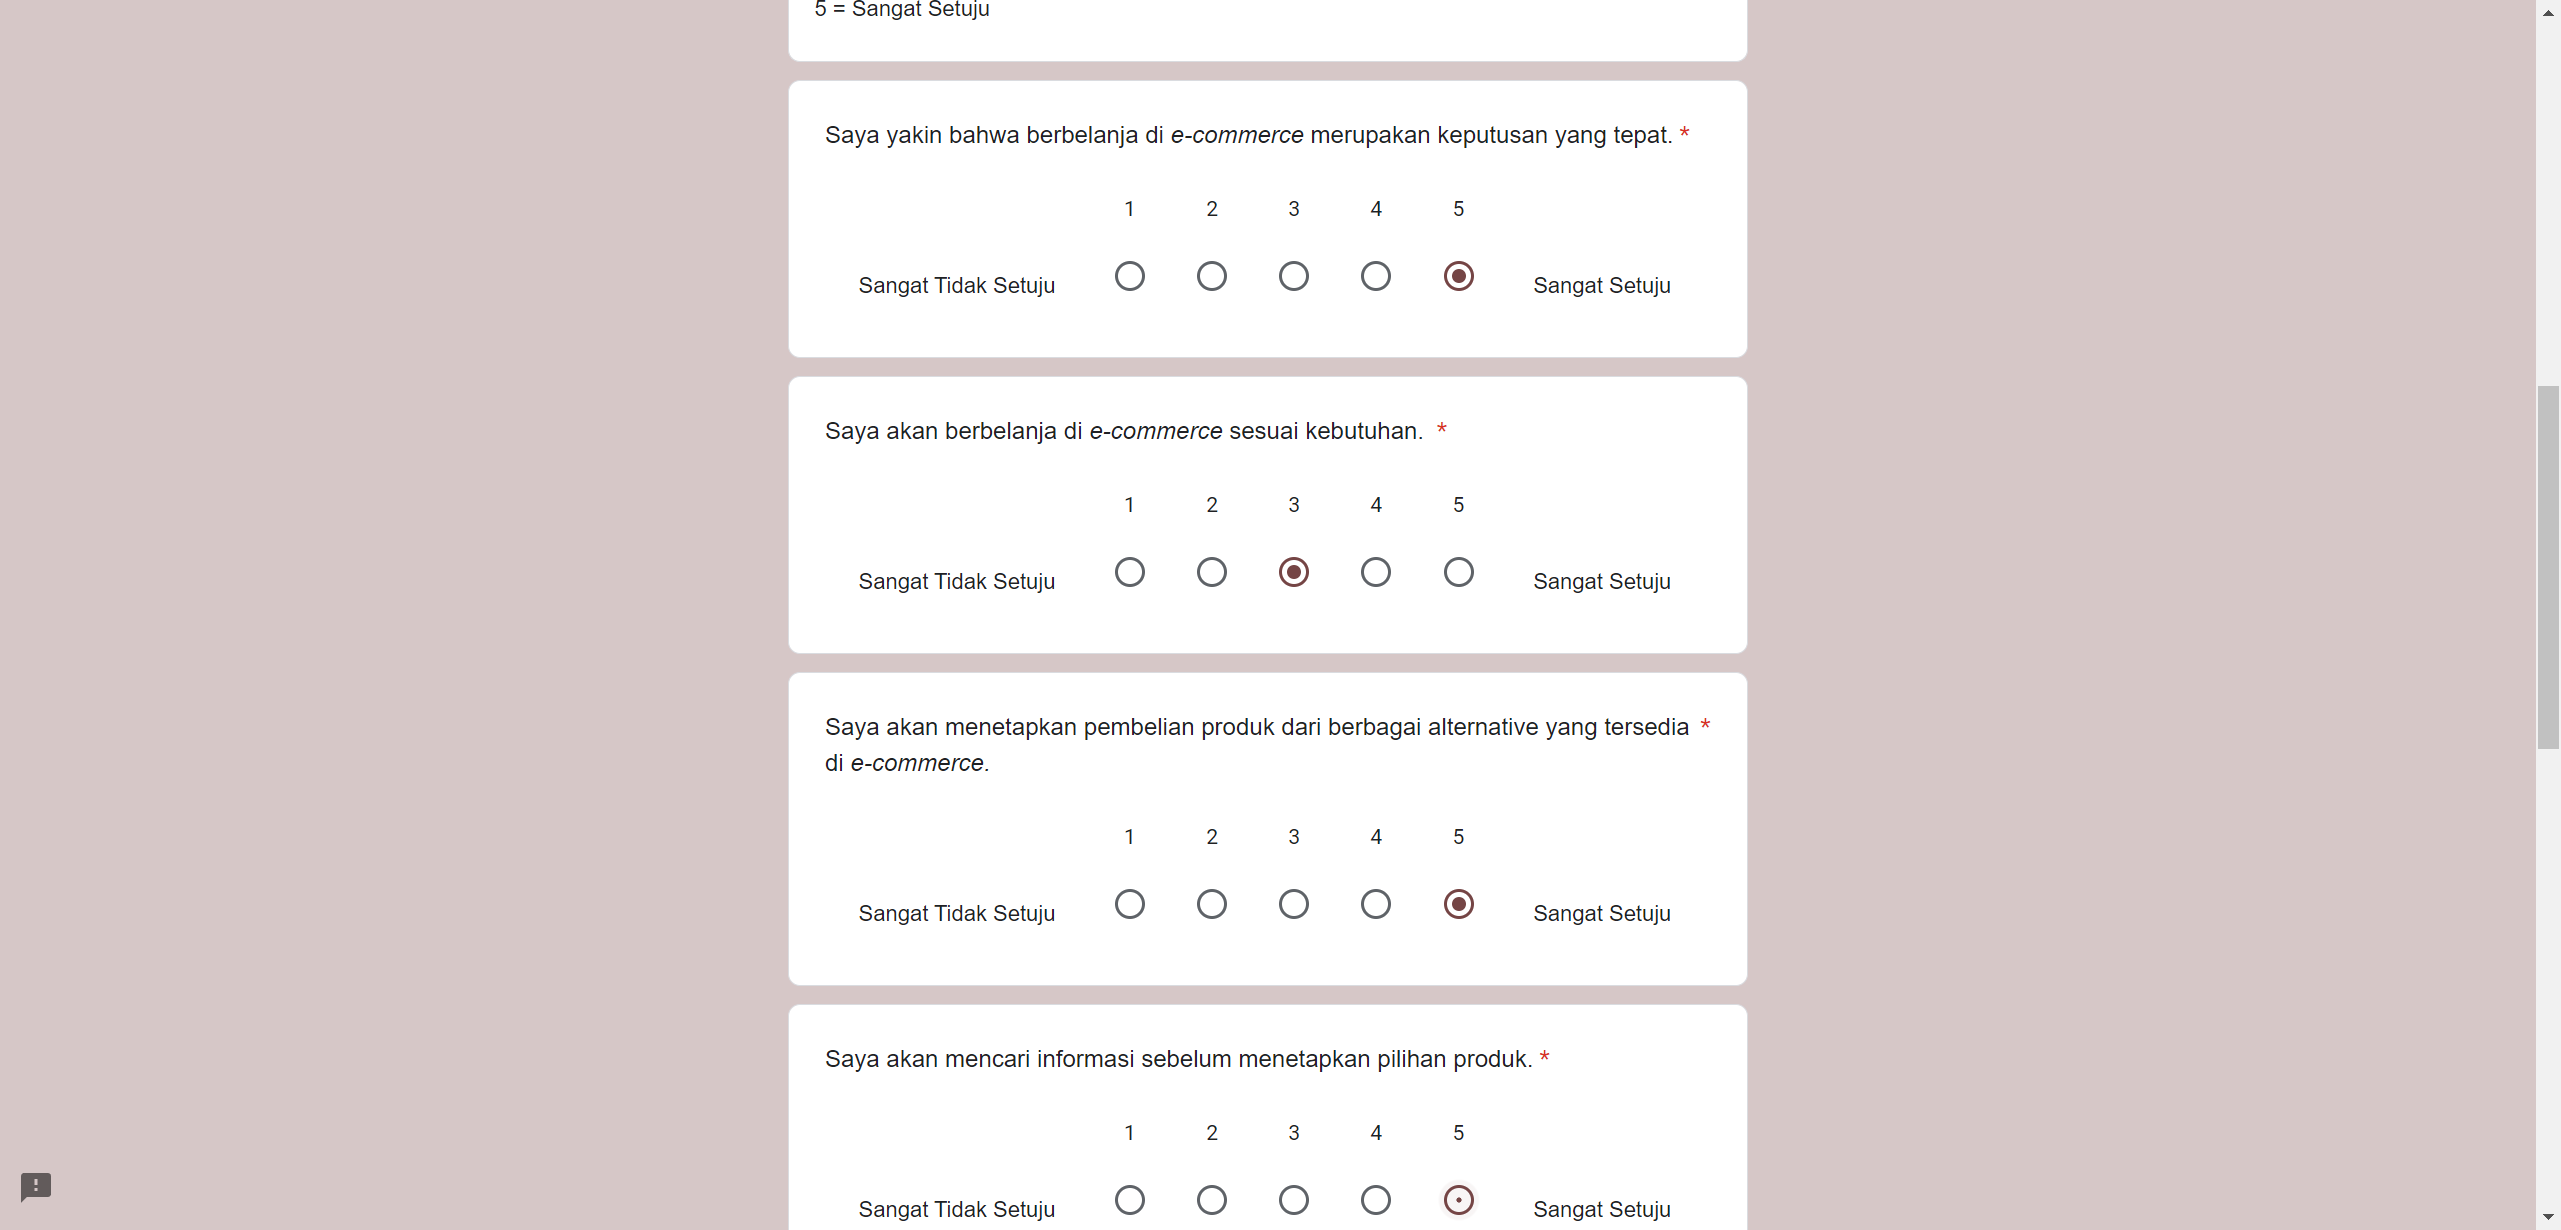 5 = Sangat Setuju
Saya yakin bahwa berbelanja di e-commerce merupakan keputusan yang tepat. *
1 2 3 4 5
Sangat Tidak Setuju Sangat Setuju
Saya akan berbelanja di e-commerce sesuai kebutuhan. *
1 2 3 4 5
Sangat Tidak Setuju Sangat Setuju
Saya akan menetapkan pembelian produk dari berbagai alternative yang tersedia *
di e-commerce.
1 2 3 4 5
Sangat Tidak Setuju Sangat Setuju
Saya akan mencari informasi sebelum menetapkan pilihan produk. *
1 2 3 4 5
Sangat Tidak Setuju Sangat Setuju